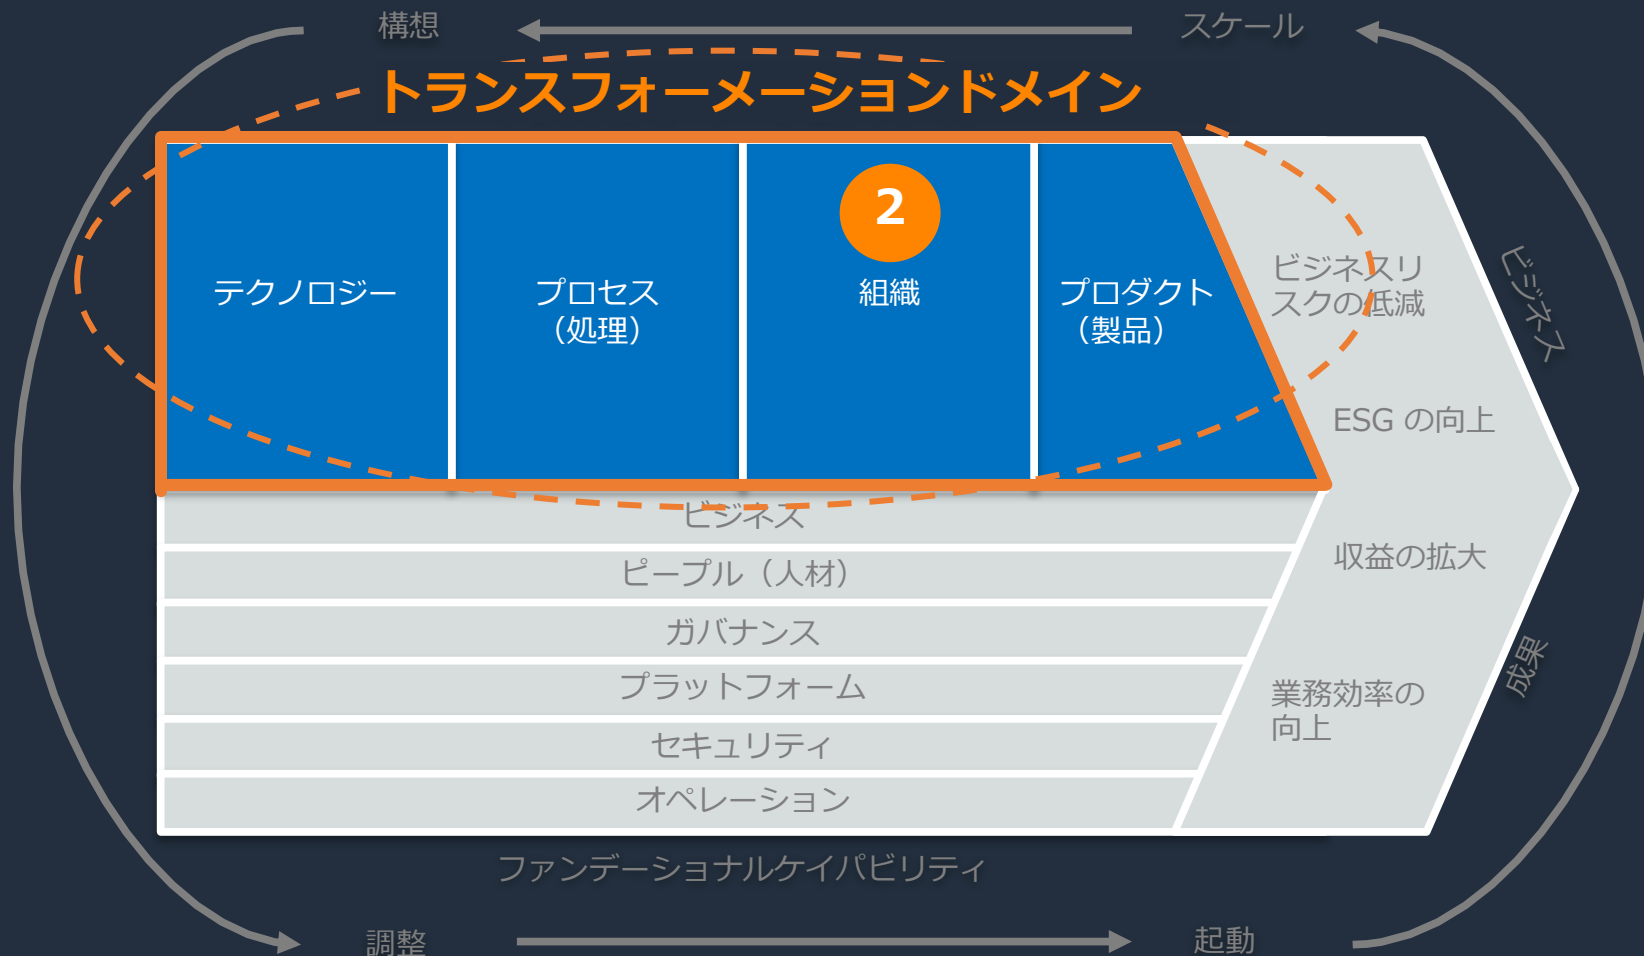 構想
スケール
トランスフォーメーションドメイン
2
テクノロジー
プロセス
（処理）
組織
プロダクト
（製品）
ビジネスリ
スクの低減
ESG の向上
収益の拡大
業務効率の
向上
ビジネス
成果
ビジネス
ピープル（人材）
ガバナンス
プラットフォーム
セキュリティ
オペレーション
ファンデーショナルケイパビリティ
調整
起動